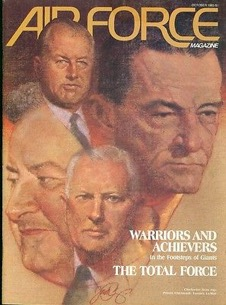 AIR FORCE
MAGAZINE
WARRIORS AND
ACHIEVERS
In the Footsteps of Giants
THE TOTAL FORCE